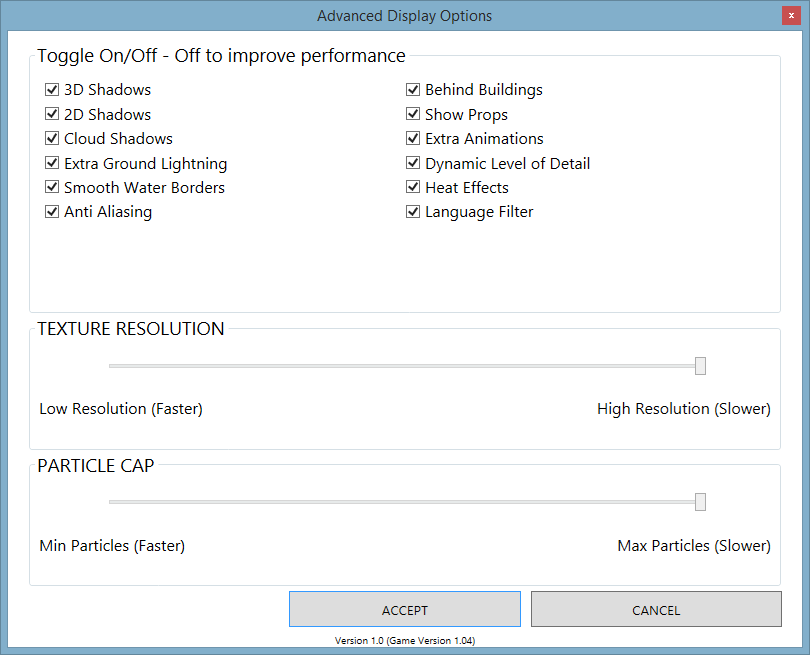 Advanced Display Options
x
Toggle On/Off - Off to improve performance
3D Shadows
2D Shadows
Cloud Shadows
Extra Ground Lightning
Smooth Water Borders
Anti Aliasing
Behind Buildings
Show Props
Extra Animations
Dynamic Level of Detail
Heat Effects
Language Filter
TEXTURE RESOLUTION
Low Resolution (Faster)
High Resolution (Slower)
PARTICLE CAP
Min Particles (Faster)
Max Particles (Slower)
ACCEPT
CANCEL
Version 1.0 (Game Version 1.04)